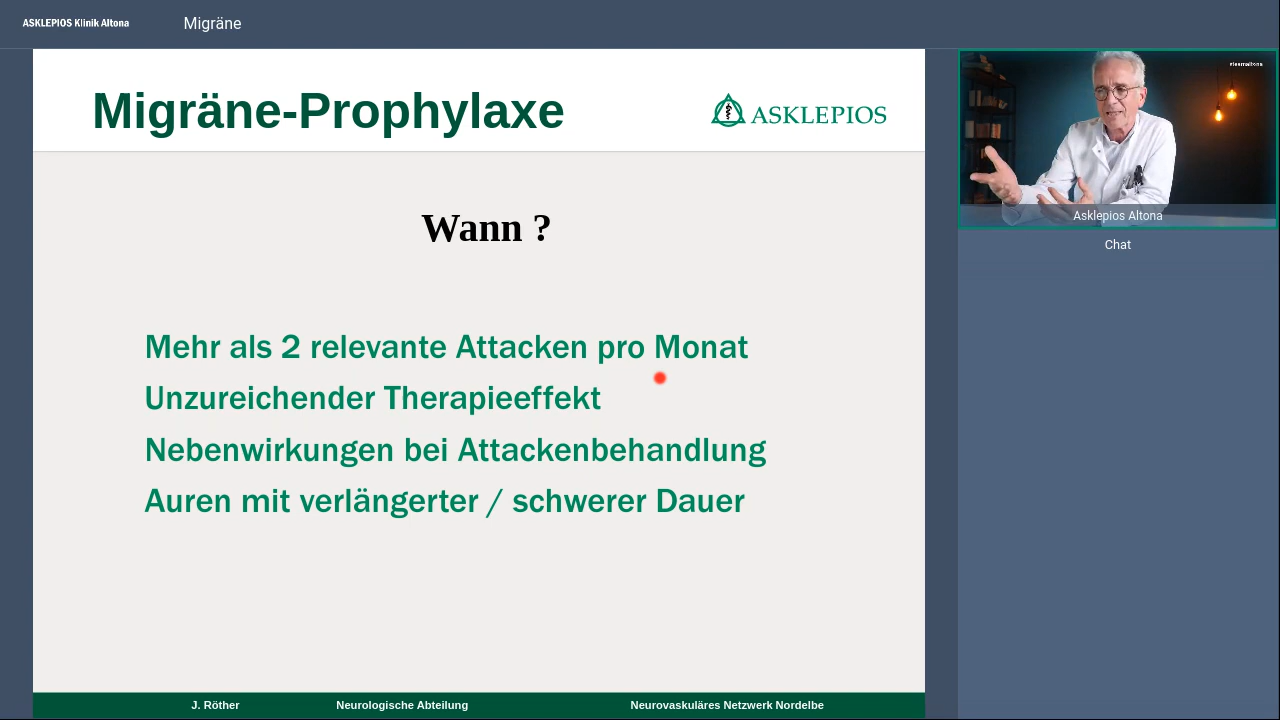 ASKLEPIOS Klinik Altona
Migräne
Migräne-Prophylaxe
ASKLEPIOS
Wann ?
Mehr als 2 relevante Attacken pro Monat
Unzureichender Therapieeffekt
Nebenwirkungen bei Attackenbehandlung
Auren mit verlängerter / schwerer Dauer
J. Röther
Neurologische Abteilung
Neurovaskuläres Netzwerk Nordelbe
#teamaltona
Asklepios Altona
Chat